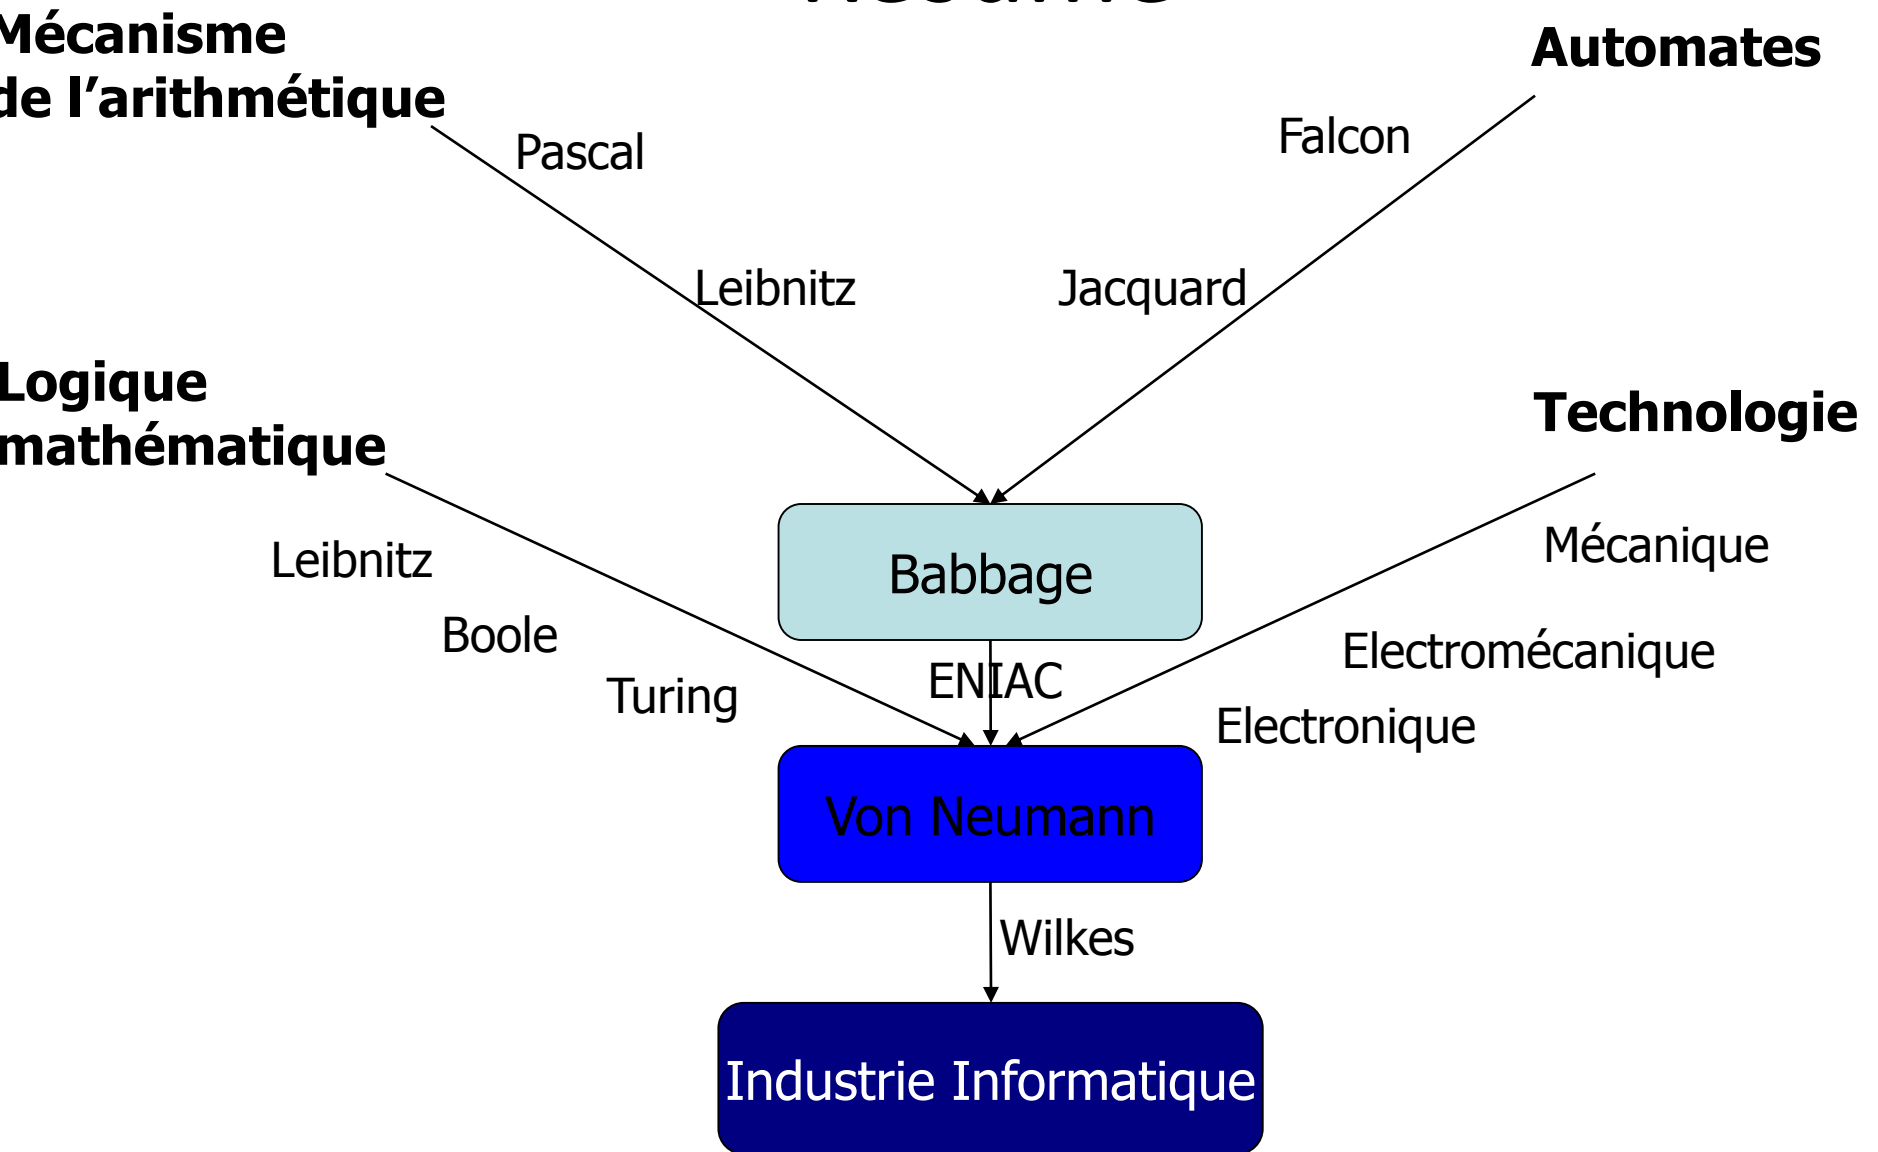 Résumé
Mécanisme
de l’arithmétique
Automates
Pascal
Falcon
Leibnitz
Jacquard
Logique
mathématique
Technologie
Babbage
Mécanique
Leibnitz
Boole
Electromécanique
ENIAC
Turing
Electronique
Von Neumann
Wilkes
Industrie Informatique